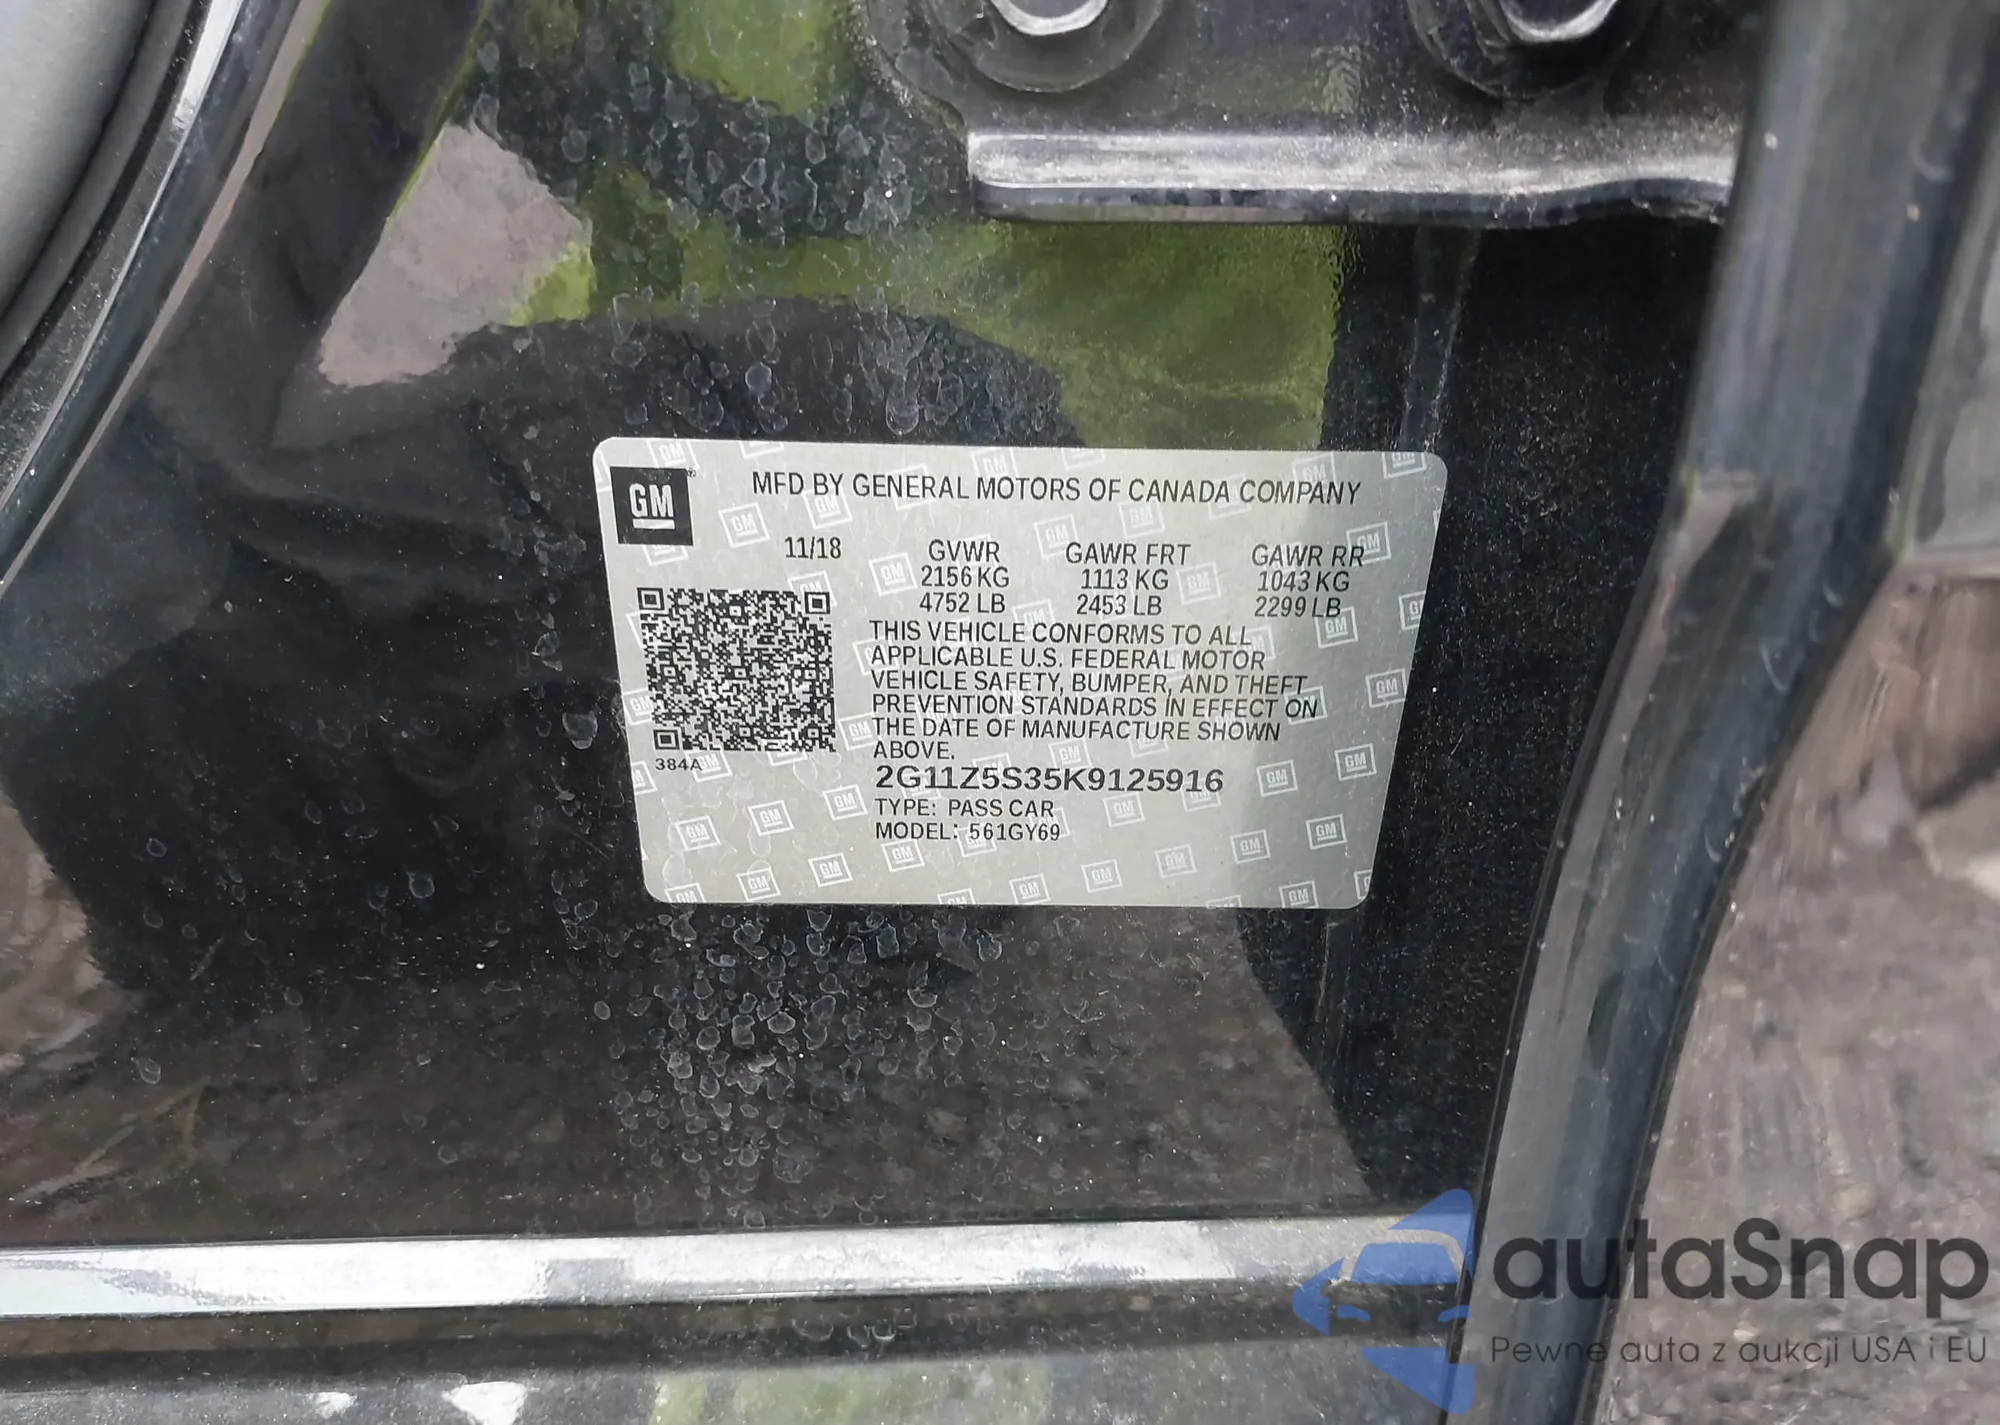 GM
MFD BY GENERAL MOTORS OF CANADA COMPANY
11/18 GVWR GAWR FRT GAWR RR
2156 KG 1113 KG 1043 KG
4752 LB 2453 LB 2299 LB
THIS VEHICLE CONFORMS TO ALL
APPLICABLE U.S. FEDERAL MOTOR
VEHICLE SAFETY, BUMPER, AND THEFT
PREVENTION STANDARDS IN EFFECT ON
THE DATE OF MANUFACTURE SHOWN
ABOVE.
384A
2G11Z5S35K9125916
TYPE: PASS CAR
MODEL: 561GY69
autaSnap
Pewne auta z aukcji USA i EU